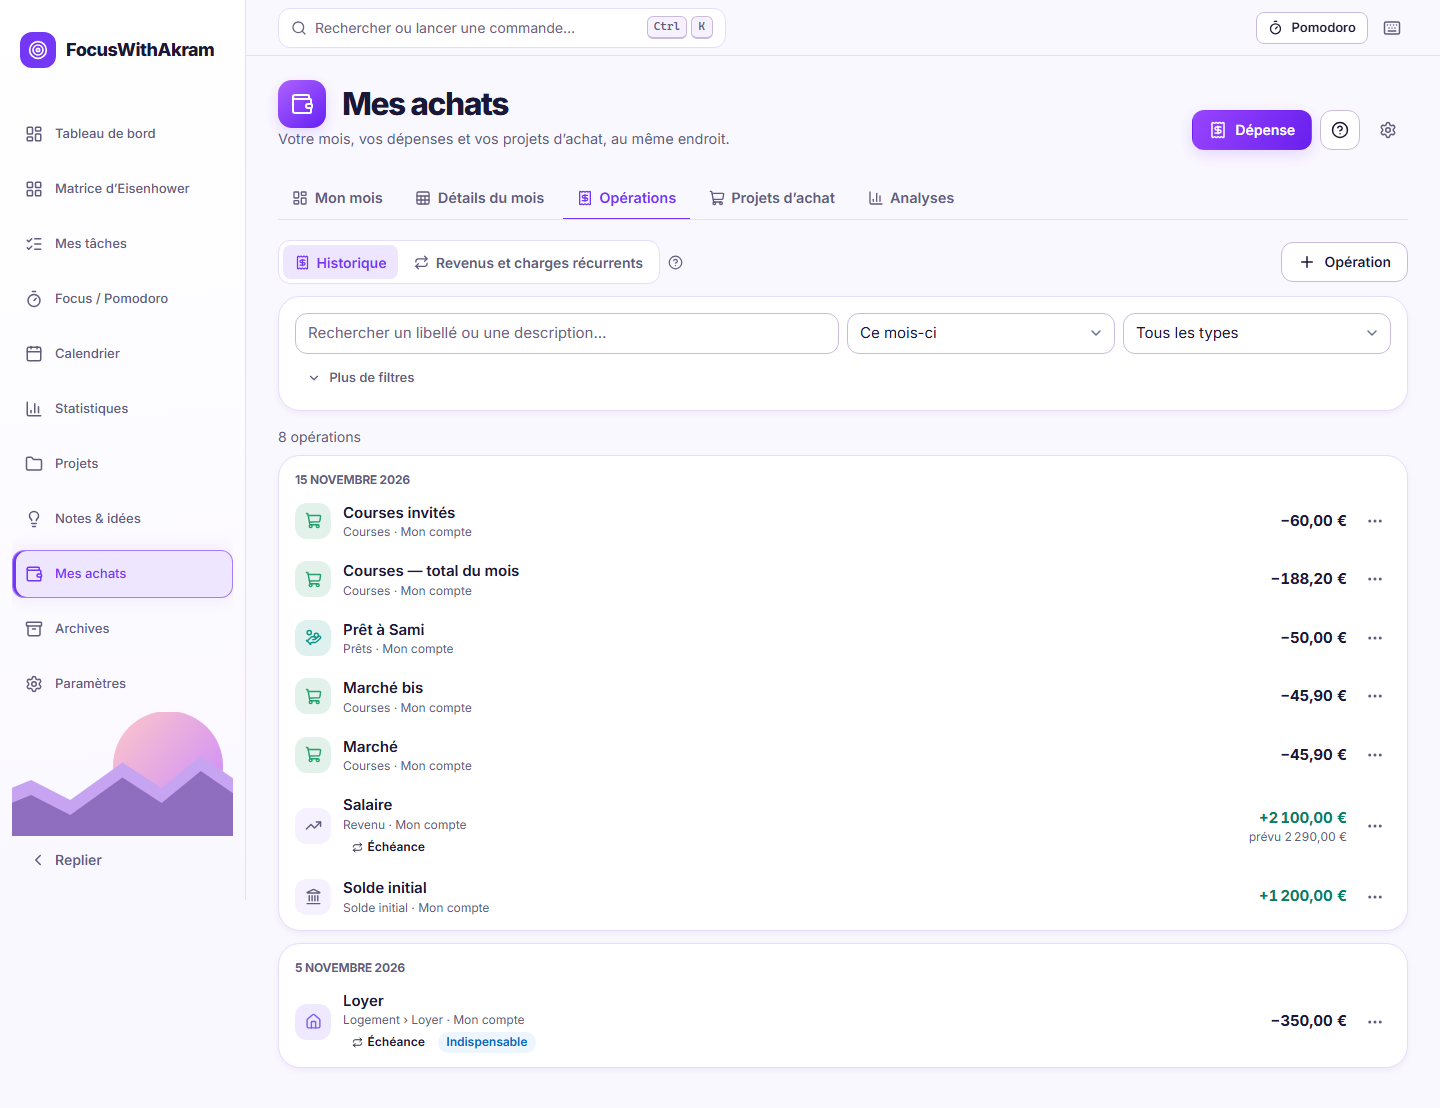 FocusWithAkram
Rechercher ou lancer une commande...
Ctrl K
Pomodoro
Tableau de bord
Matrice d’Eisenhower
Mes tâches
Focus / Pomodoro
Calendrier
Statistiques
Projets
Notes & idées
Mes achats
Archives
Paramètres
Replier
Mes achats
Votre mois, vos dépenses et vos projets d’achat, au même endroit.
Dépense
Mon mois
Détails du mois
Opérations
Projets d’achat
Analyses
Historique
Revenus et charges récurrents
Opération
Rechercher un libellé ou une description...
Ce mois-ci
Tous les types
Plus de filtres
8 opérations
15 NOVEMBRE 2026
Courses invités
Courses · Mon compte
−60,00 €
Courses — total du mois
Courses · Mon compte
−188,20 €
Prêt à Sami
Prêts · Mon compte
−50,00 €
Marché bis
Courses · Mon compte
−45,90 €
Marché
Courses · Mon compte
−45,90 €
Salaire
Revenu · Mon compte
Échéance
+2 100,00 €
prévu 2 290,00 €
Solde initial
Solde initial · Mon compte
+1 200,00 €
5 NOVEMBRE 2026
Loyer
Logement › Loyer · Mon compte
Échéance
Indispensable
−350,00 €